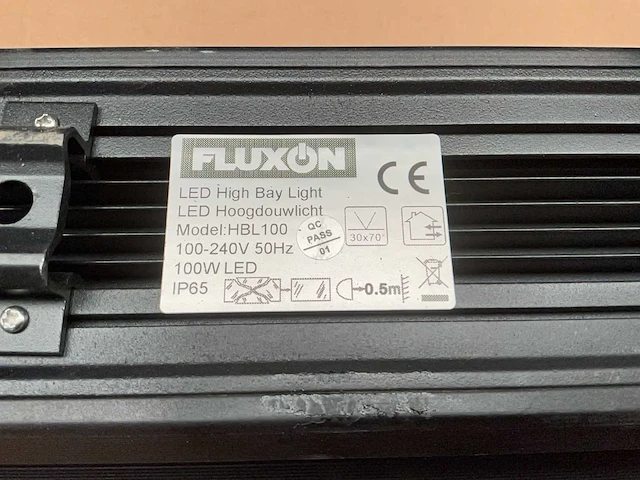 FLUXON
CE
LED High Bay Light
LED Hoogdouwlicht
Model:HBL100
QC
PASS
01
30x70°
100-240V 50Hz
100W LED
IP65
0.5m